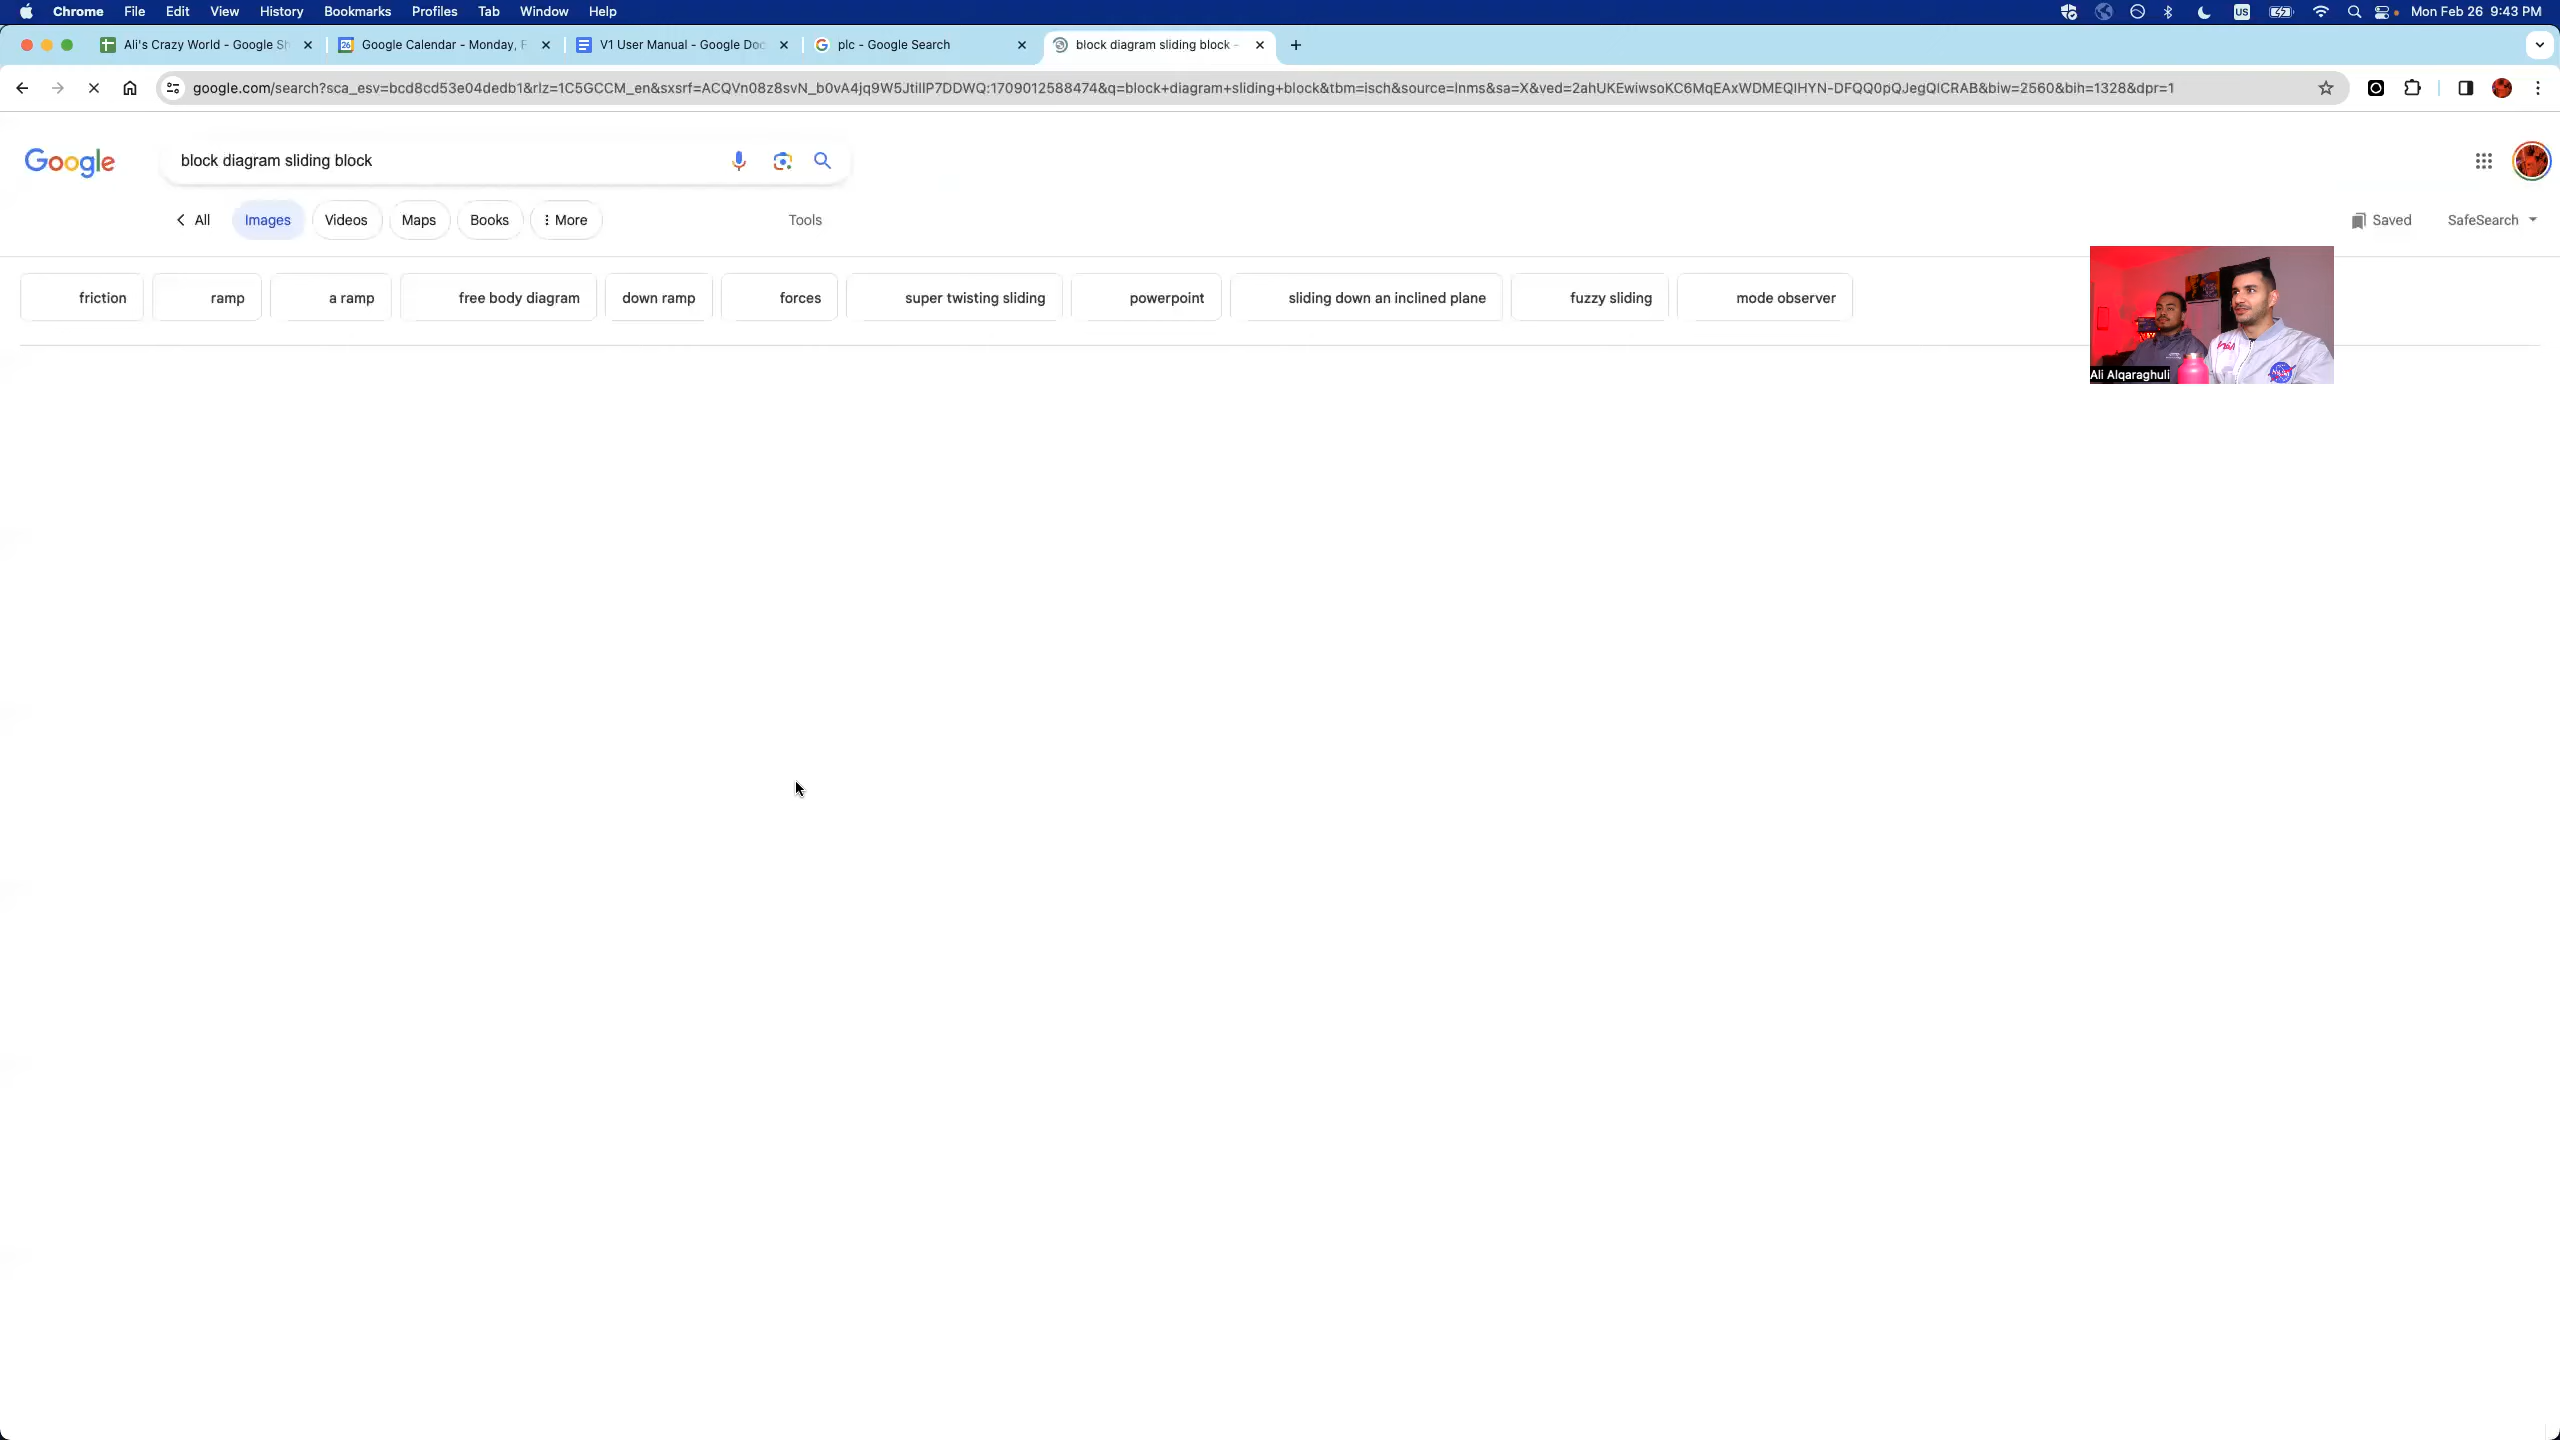 Chrome File Edit View History Bookmarks Profiles Tab Window Help US Mon Feb 26 9:43 PM
Ali's Crazy World - Google Sh Google Calendar - Monday, F V1 User Manual - Google Doc plc - Google Search block diagram sliding block -
google.com/search?sca_esv=bcd8cd53e04dedb1&rlz=1C5GCCM_en&sxsrf=ACQVn08z8svN_b0vA4jq9W5JtiIlP7DDWQ:1709012588474&q=block+diagram+sliding+block&tbm=isch&source=lnms&sa=X&ved=2ahUKEwiwsoKC6MqEAxWDMEQIHYN-DFQQ0pQJegQICRAB&biw=2560&bih=1328&dpr=1
Google block diagram sliding block
All Images Videos Maps Books More Tools Saved SafeSearch
friction ramp a ramp free body diagram down ramp forces super twisting sliding powerpoint sliding down an inclined plane fuzzy sliding mode observer
Ali Alqaraghuli